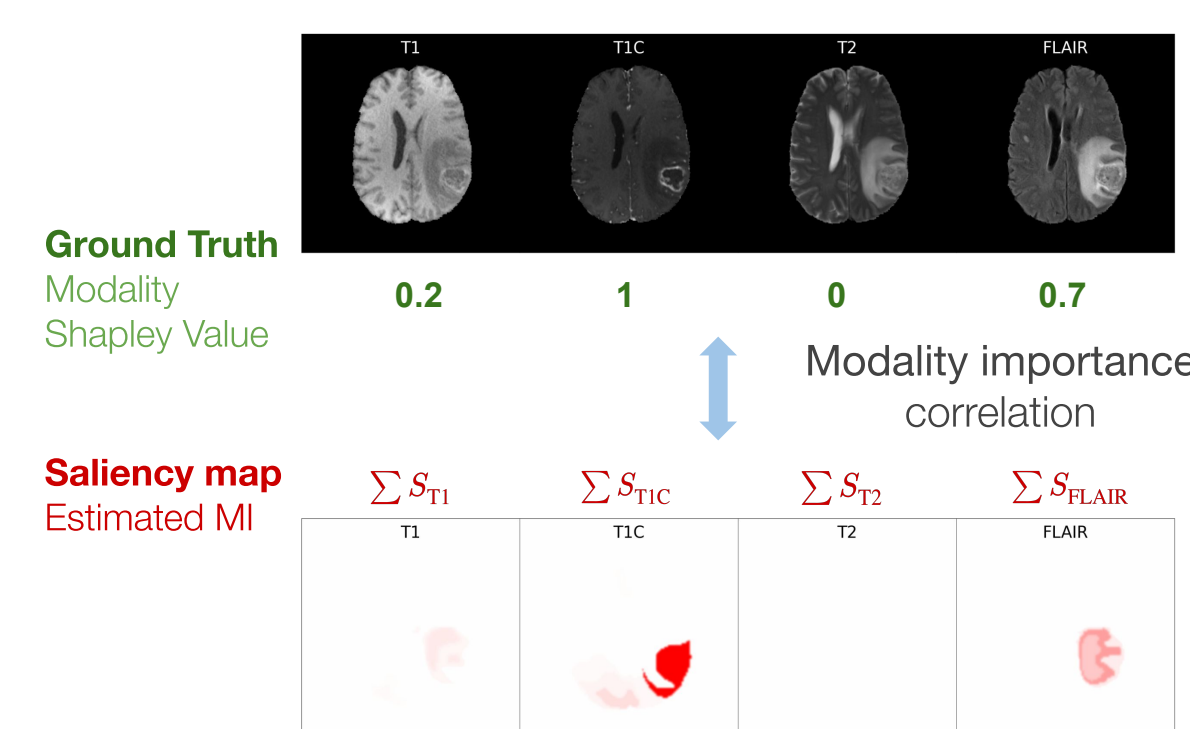 T1 T1C T2 FLAIR
Ground Truth
Modality
Shapley Value
0.2 1 0 0.7
Modality importance
correlation
Saliency map
Estimated MI
∑ S_T1 ∑ S_T1C ∑ S_T2 ∑ S_FLAIR
T1 T1C T2 FLAIR